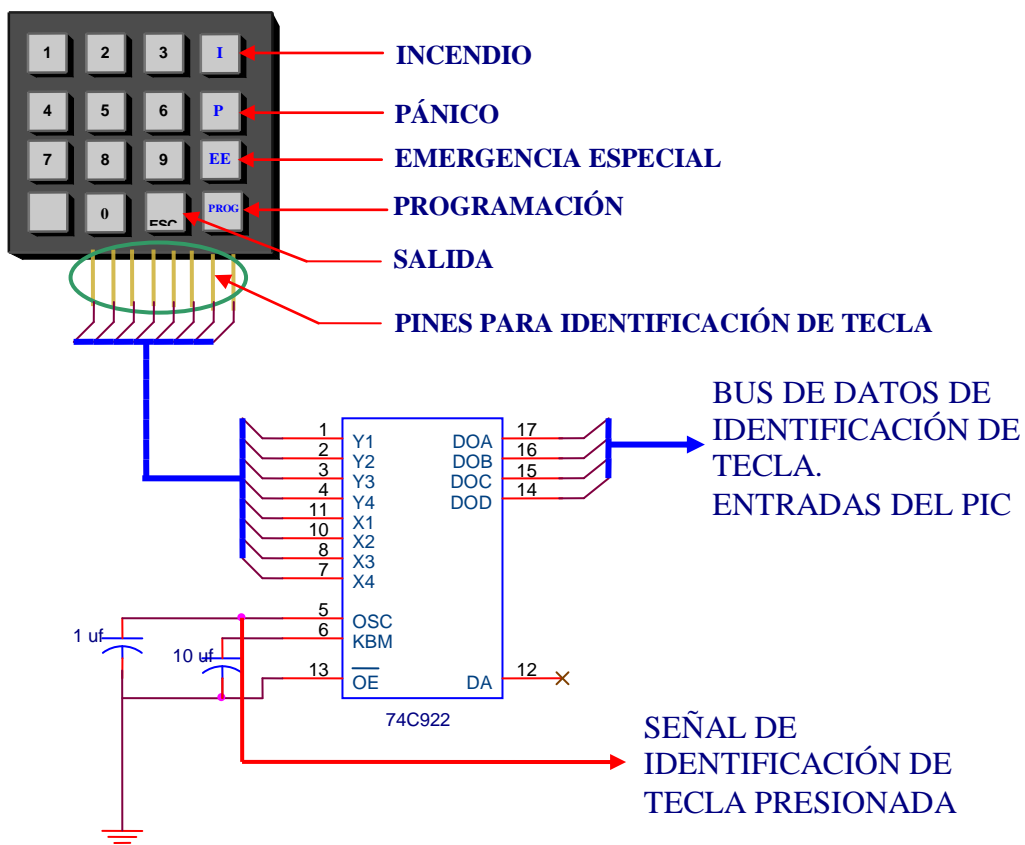 1 2 3 I
INCENDIO
4 5 6 P
PÁNICO
7 8 9 EE
EMERGENCIA ESPECIAL
0 ESC PROG
PROGRAMACIÓN
SALIDA
PINES PARA IDENTIFICACIÓN DE TECLA
BUS DE DATOS DE
IDENTIFICACIÓN DE
TECLA.
ENTRADAS DEL PIC
1 Y1 DOA 17
2 Y2 DOB 16
3 Y3 DOC 15
4 Y4 DOD 14
11 X1
10 X2
8 X3
7 X4
5 OSC
6 KBM
13 OE DA 12
1 uf
10 uf
74C922
SEÑAL DE
IDENTIFICACIÓN DE
TECLA PRESIONADA